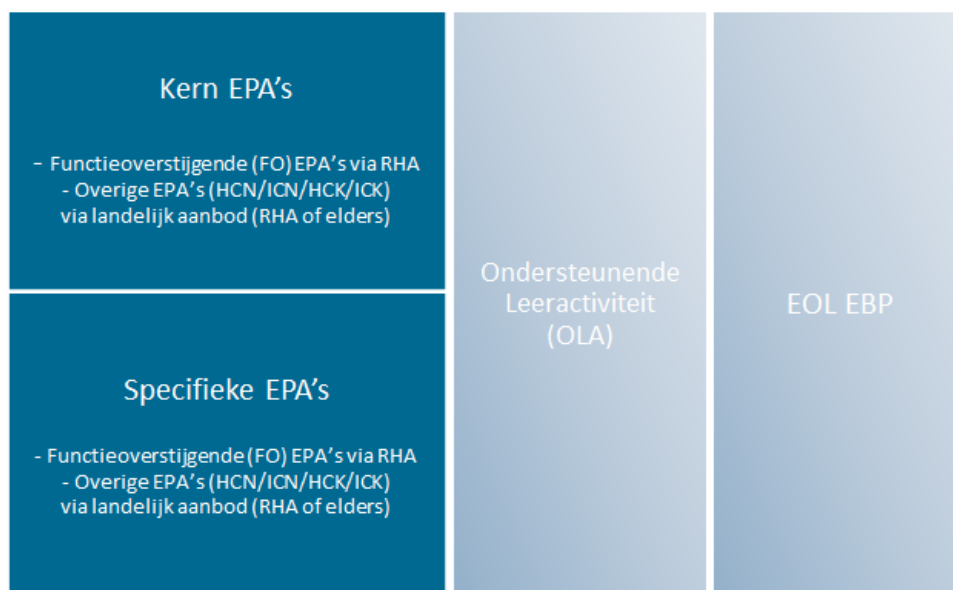 Kern EPA's
- Functieoverstijgende (FO) EPA's via RHA
- Overige EPA's (HCN/ICN/HCK/ICK)
via landelijk aanbod (RHA of elders)
Specifieke EPA's
- Functieoverstijgende (FO) EPA's via RHA
- Overige EPA's (HCN/ICN/HCK/ICK)
via landelijk aanbod (RHA of elders)
Ondersteunende
Leeractiviteit
(OLA)
EOL EBP